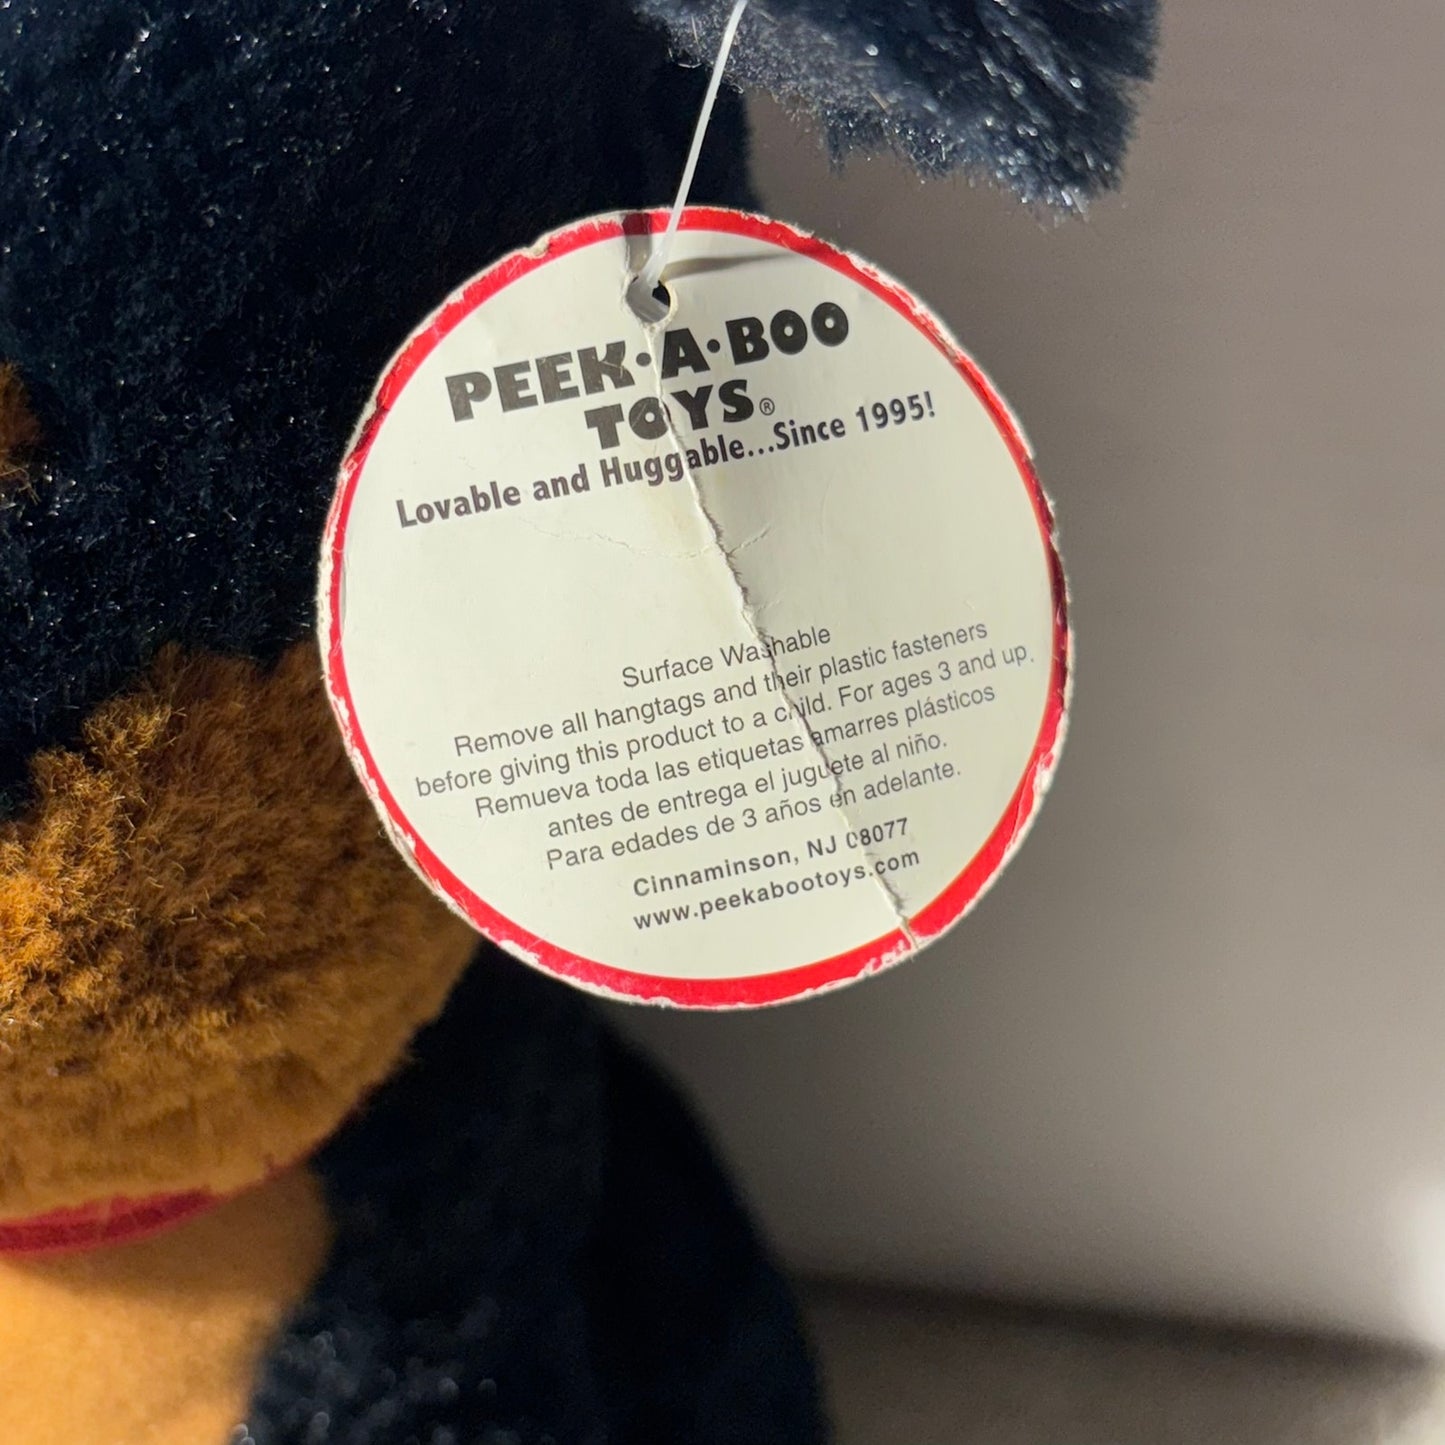 PEEK·A·BOO
TOYS®
Lovable and Huggable...Since 1995!
Surface Washable
Remove all hangtags and their plastic fasteners
before giving this product to a child. For ages 3 and up.
Remueva toda las etiquetas amarres plásticos
antes de entrega el juguete al niño.
Para edades de 3 años en adelante.
Cinnaminson, NJ 08077
www.peekabootoys.com